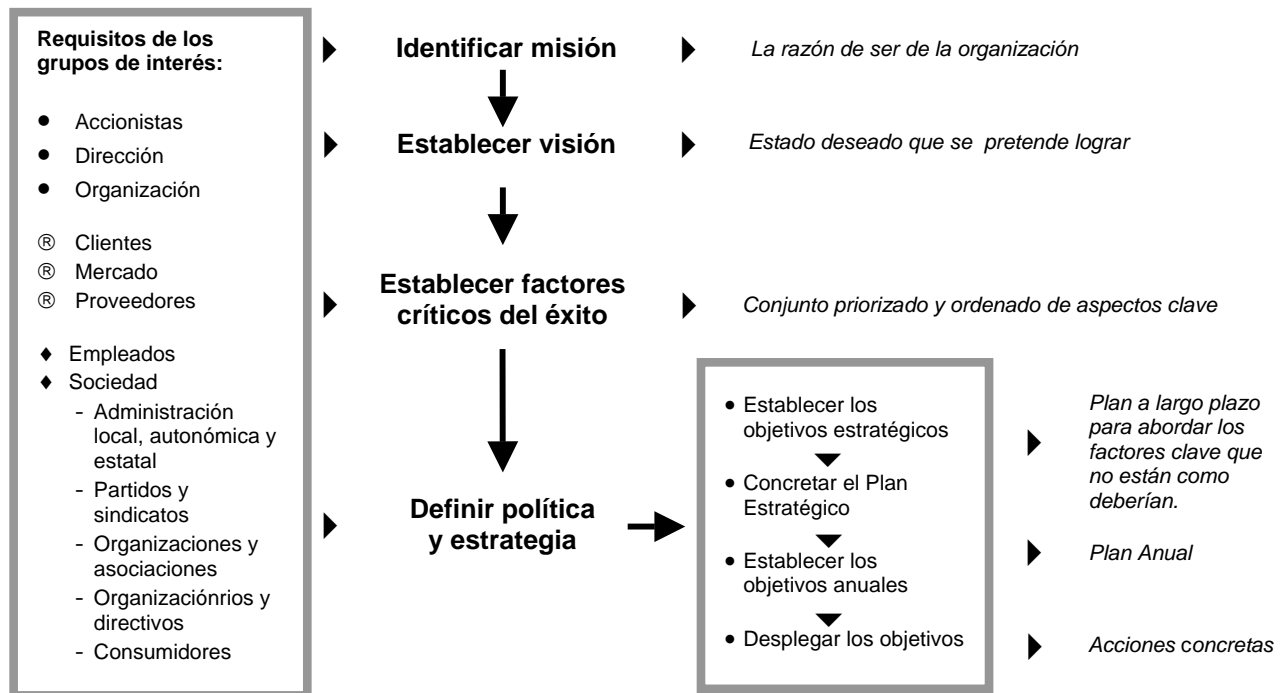 Requisitos de los
grupos de interés:
● Accionistas
● Dirección
● Organización
® Clientes
® Mercado
® Proveedores
♦ Empleados
♦ Sociedad
- Administración
local, autonómica y
estatal
- Partidos y
sindicatos
- Organizaciones y
asociaciones
- Organizaciónrios y
directivos
- Consumidores
Identificar misión
La razón de ser de la organización
Establecer visión
Estado deseado que se pretende lograr
Establecer factores
críticos del éxito
Conjunto priorizado y ordenado de aspectos clave
Definir política
y estrategia
● Establecer los
objetivos estratégicos
● Concretar el Plan
Estratégico
● Establecer los
objetivos anuales
● Desplegar los objetivos
Plan a largo plazo
para abordar los
factores clave que
no están como
deberían.
Plan Anual
Acciones concretas